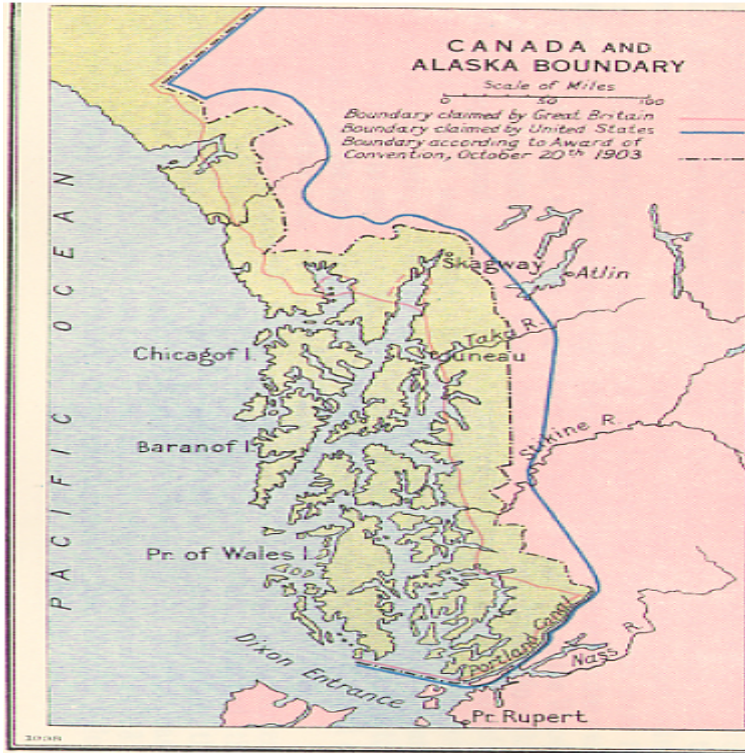 CANADA AND
ALASKA BOUNDARY
Scale of Miles
0 50 100
Boundary claimed by Great Britain
Boundary claimed by United States
Boundary according to Award of
Convention, October 20th 1903
PACIFIC OCEAN
Skagway
Atlin
Taku R.
Chicagof I.
Juneau
Baranof I.
Stikine R.
Pr. of Wales I.
Portland Canal
Dixon Entrance
Nass R.
Pr. Rupert